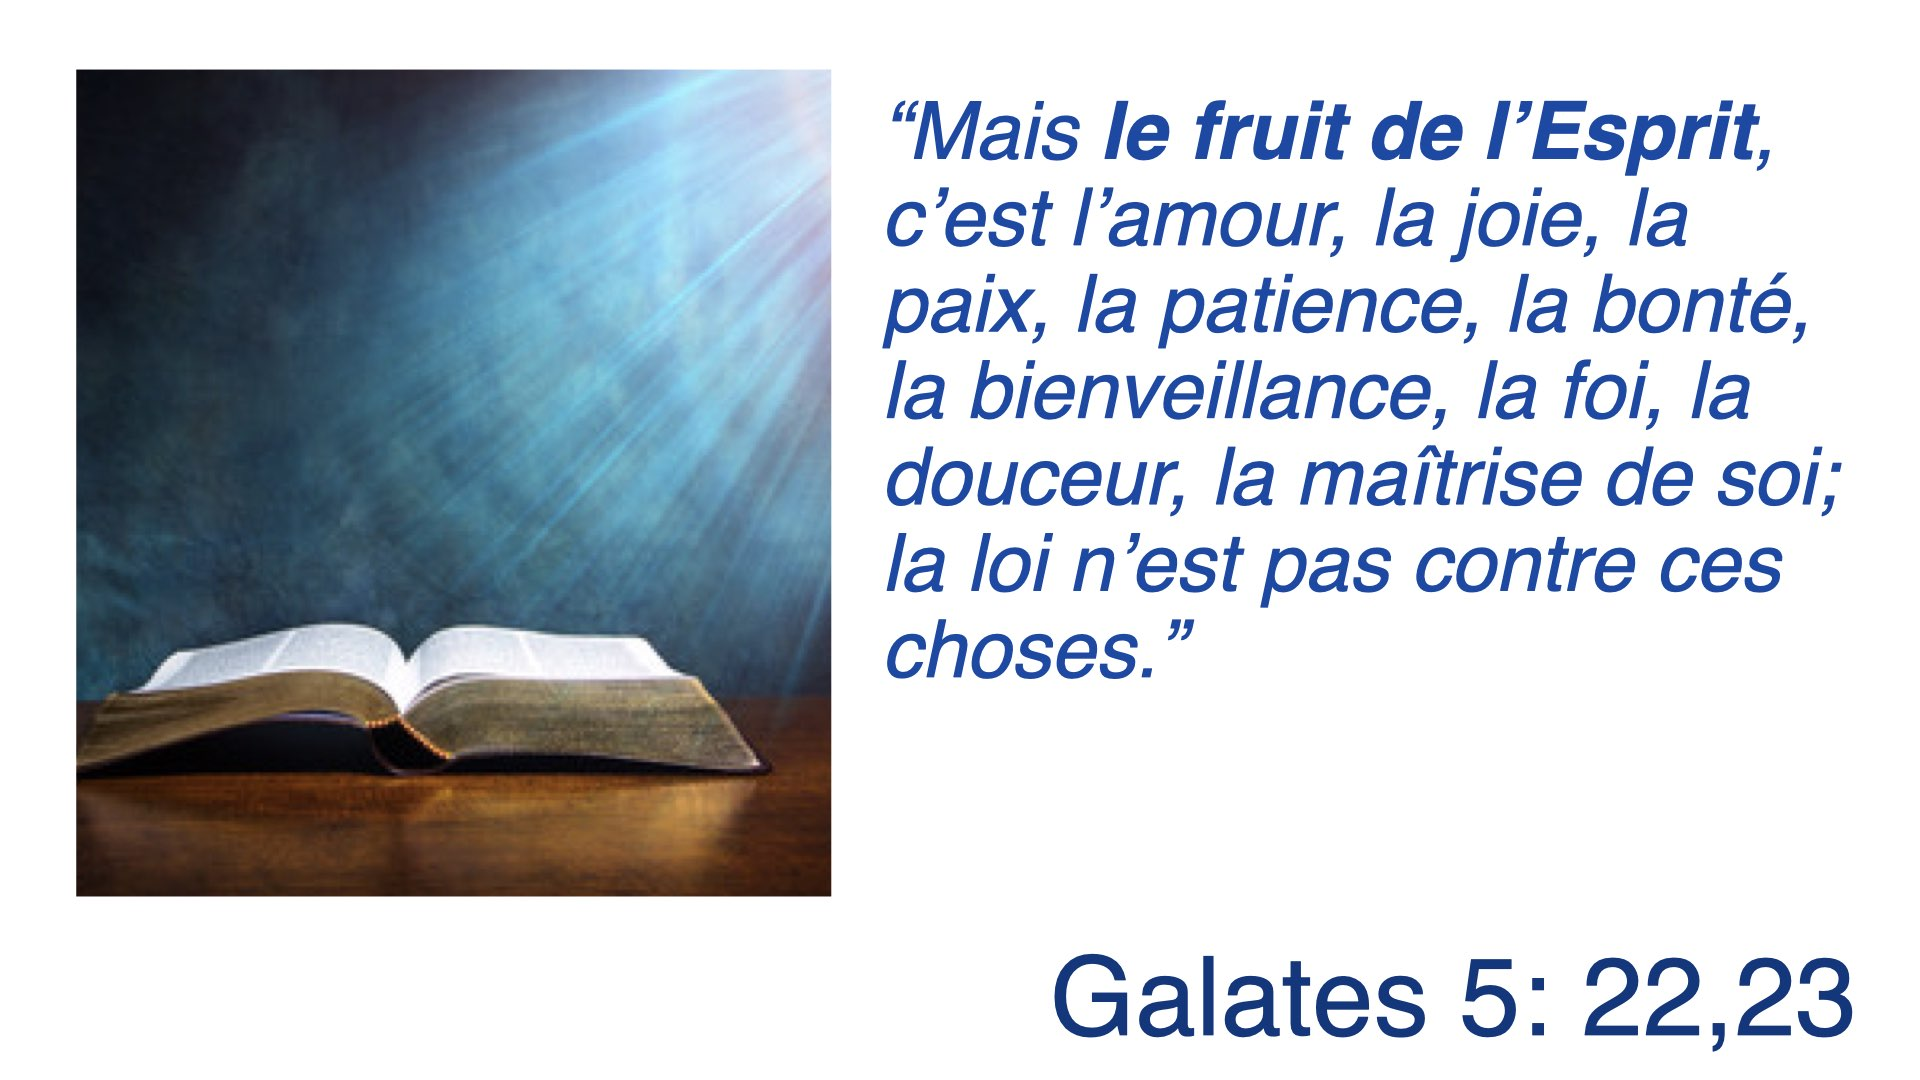 “Mais le fruit de l’Esprit,
c’est l’amour, la joie, la
paix, la patience, la bonté,
la bienveillance, la foi, la
douceur, la maîtrise de soi;
la loi n’est pas contre ces
choses.”
Galates 5: 22,23